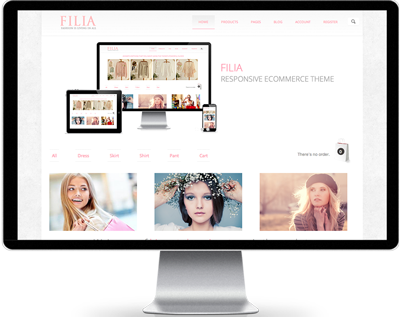 FILIA
HOME PRODUCTS PAGES BLOG ACCOUNT REGISTER
FILIA
RESPONSIVE ECOMMERCE THEME
There is no order.
All Dress Skirt Shirt Pant Cart